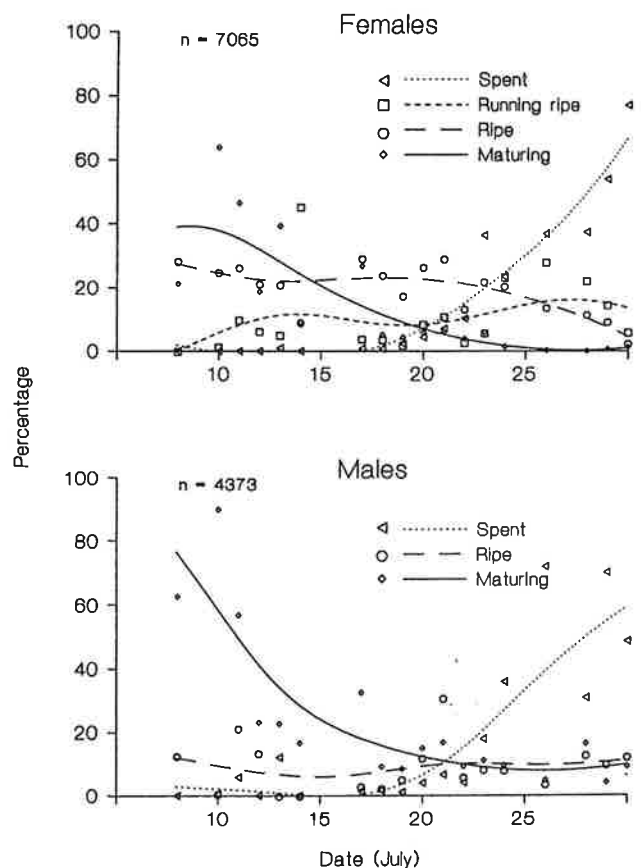 Females
n = 7065
100
80
60
40
20
0
Spent
Running ripe
Ripe
Maturing
10
15
20
25
Percentage
Males
n = 4373
100
80
60
40
20
0
Spent
Ripe
Maturing
10
15
20
25
Date (July)